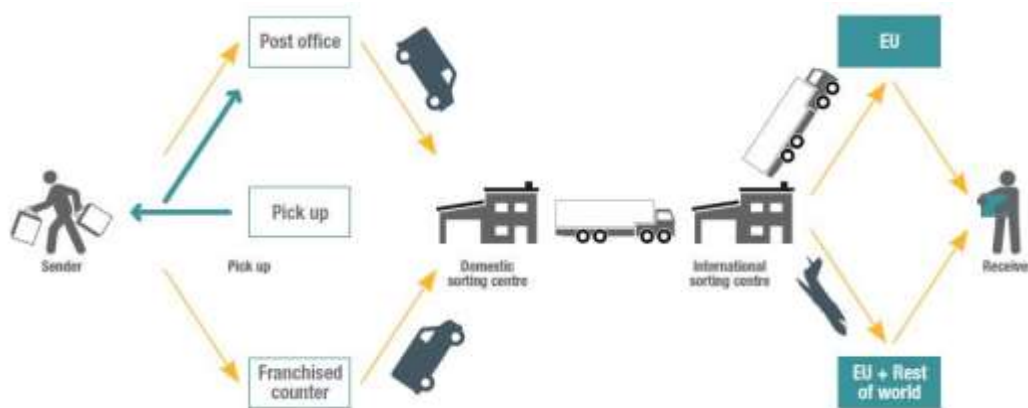 Post office
EU
Pick up
Sender
Pick up
Domestic
sorting centre
International
sorting centre
Receive
Franchised
counter
EU + Rest
of world